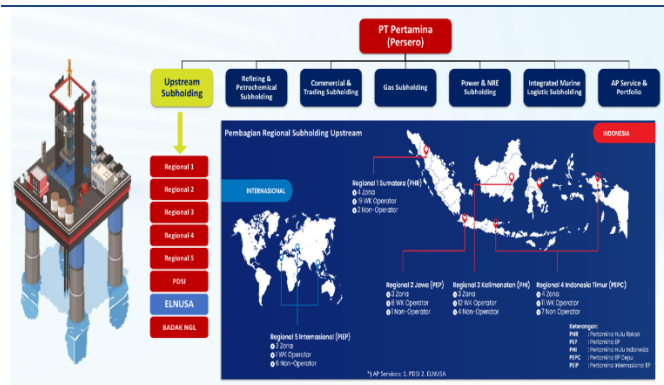 PT Pertamina
(Persero)
Upstream
Subholding
Refining &
Petrochemical
Subholding
Commercial &
Trading Subholding
Gas Subholding
Power & NRE
Subholding
Integrated Marine
Logistic Subholding
AP Service &
Portfolio
Regional 1
Regional 2
Regional 3
Regional 4
Regional 5
PDSI
ELNUSA
BADAK NGL
Pembagian Regional Subholding Upstream
INDONESIA
INTERNASIONAL
Regional 1 Sumatera (PHR)
4 Zona
19 WK Operator
2 Non-Operator
Regional 2 Jawa (PEP)
3 Zona
8 WK Operator
1 Non-Operator
Regional 3 Kalimantan (PHI)
3 Zona
12 WK Operator
4 Non-Operator
Regional 4 Indonesia Timur (PEPC)
4 Zona
11 WK Operator
7 Non Operator
Regional 5 Internasional (PIEP)
3 Zona
1 WK Operator
6 Non-Operator
Keterangan:
PHR : Pertamina Hulu Rokan
PEP : Pertamina EP
PHI : Pertamina Hulu Indonesia
PEPC : Pertamina EP Cepu
PEIP : Pertamina Internasional EP
*) AP Services: 1. PDSI 2. ELNUSA